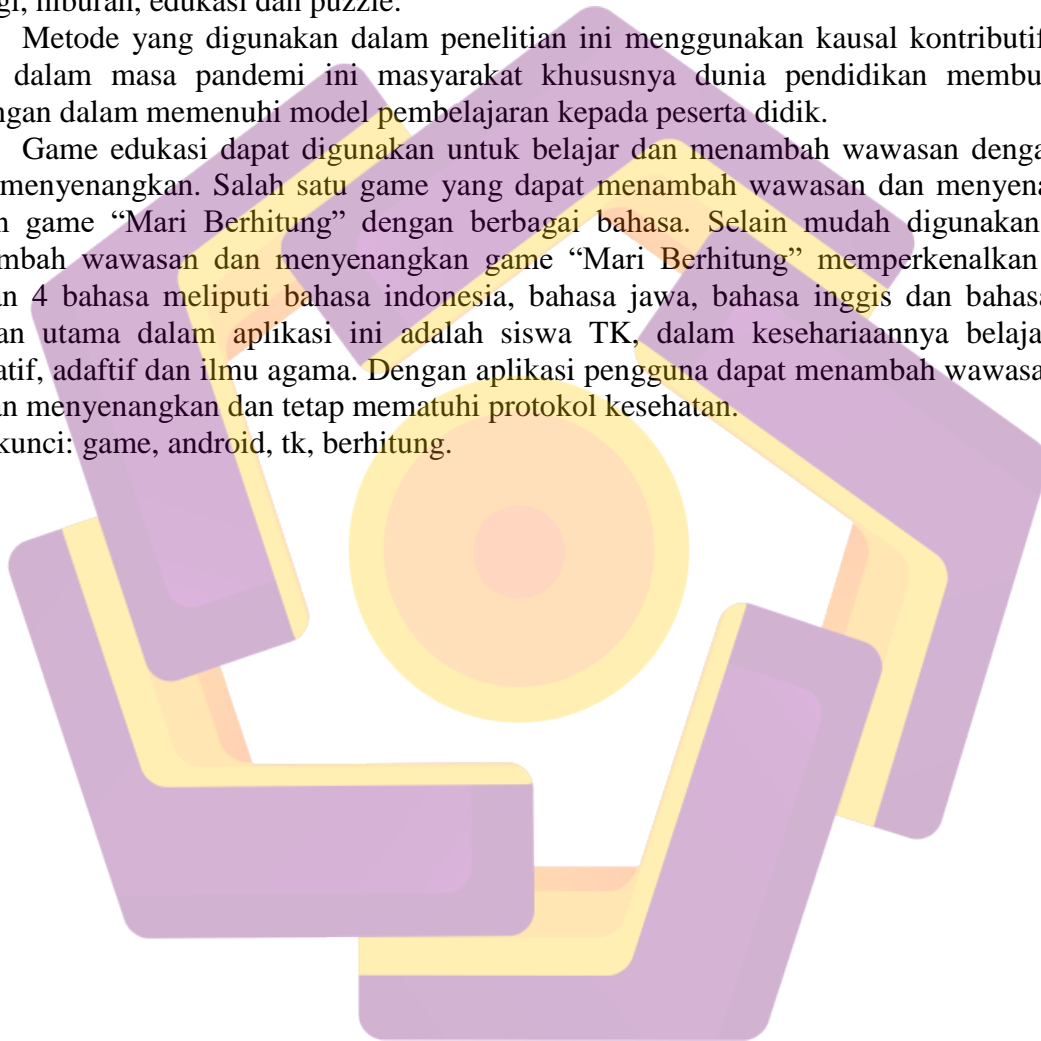 gi, hiburan, edukasi dan puzzle.
Metode yang digunakan dalam penelitian ini menggunakan kausal kontributif
dalam masa pandemi ini masyarakat khususnya dunia pendidikan membu
ngan dalam memenuhi model pembelajaran kepada peserta didik.
Game edukasi dapat digunakan untuk belajar dan menambah wawasan denga
menyenangkan. Salah satu game yang dapat menambah wawasan dan menyena
game “Mari Berhitung” dengan berbagai bahasa. Selain mudah digunakan
mbah wawasan dan menyenangkan game “Mari Berhitung” memperkenalkan
an 4 bahasa meliputi bahasa indonesia, bahasa jawa, bahasa inggis dan bahasa
an utama dalam aplikasi ini adalah siswa TK, dalam kesehariaannya belaja
atif, adaftif dan ilmu agama. Dengan aplikasi pengguna dapat menambah wawasa
an menyenangkan dan tetap mematuhi protokol kesehatan.
kunci: game, android, tk, berhitung.